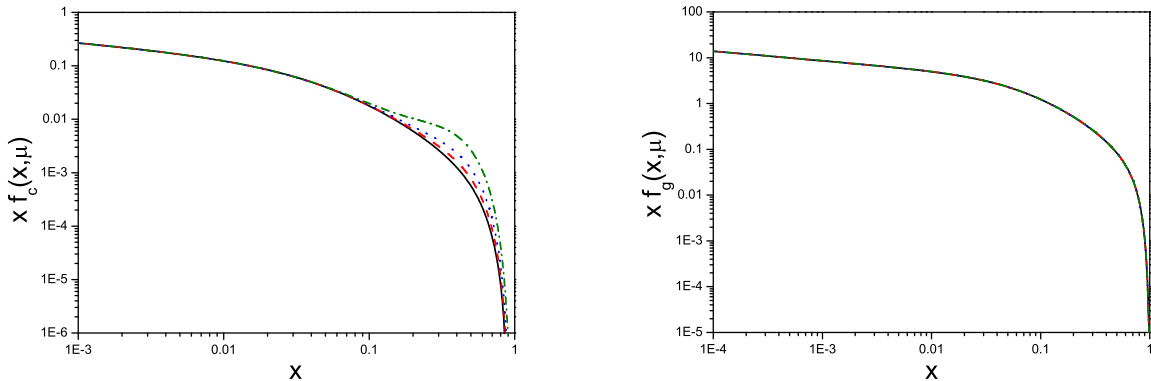 1
0.1
0.01
1E-3
1E-4
1E-5
1E-6
x f_c(x,μ)
1E-3 0.01 0.1 1
x
100
10
1
0.1
0.01
1E-3
1E-4
1E-5
x f_g(x,μ)
1E-4 1E-3 0.01 0.1 1
x